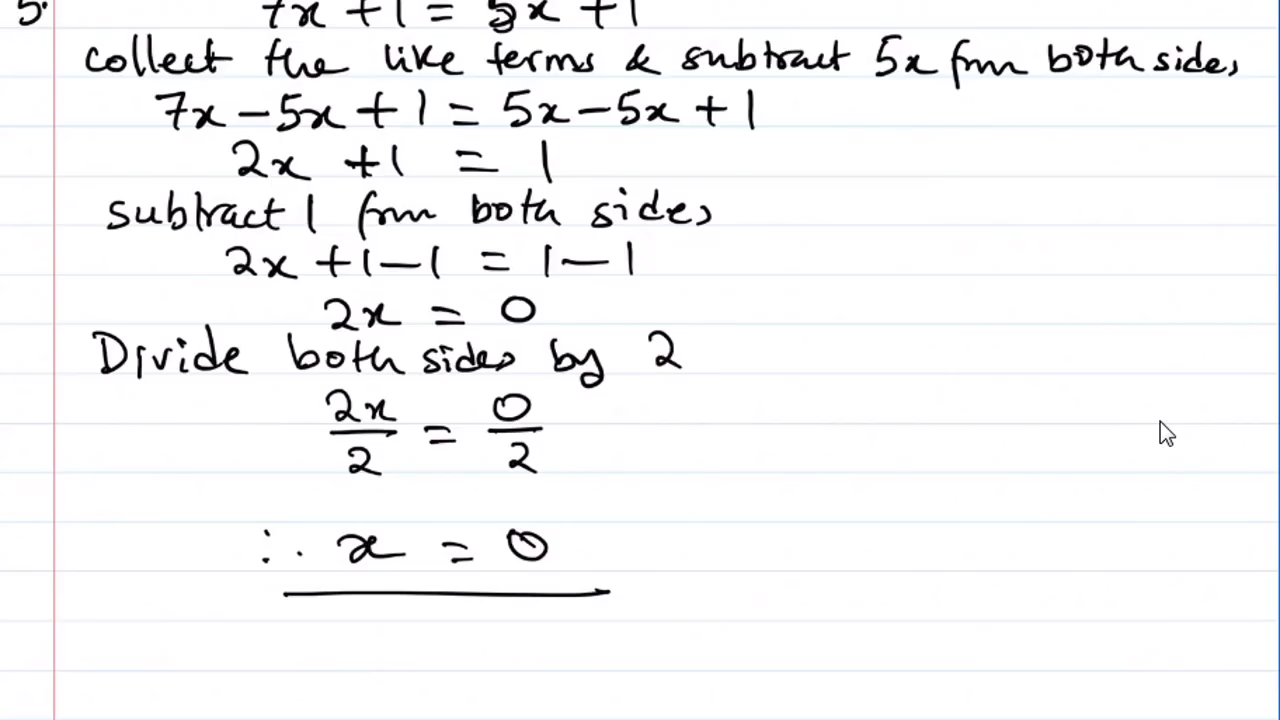 5.
7x + 1 = 5x + 1
collect the like terms & subtract 5x from both sides
7x - 5x + 1 = 5x - 5x + 1
2x + 1 = 1
subtract 1 from both sides
2x + 1 - 1 = 1 - 1
2x = 0
Divide both sides by 2
2x/2 = 0/2
∴ x = 0